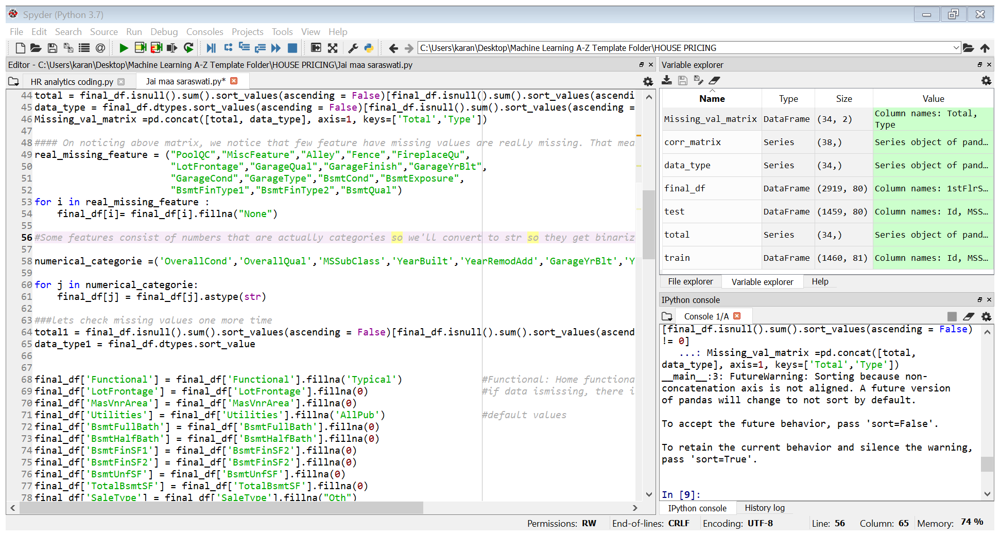 Spyder (Python 3.7)
File Edit Search Source Run Debug Consoles Projects Tools View Help
C:\Users\karan\Desktop\Machine Learning A-Z Template Folder\HOUSE PRICING
Editor - C:\Users\karan\Desktop\Machine Learning A-Z Template Folder\HOUSE PRICING\Jai maa saraswati.py
HR analytics coding.py Jai maa saraswati.py*
44 total = final_df.isnull().sum().sort_values(ascending = False)[final_df.isnull().sum().sort_values(ascendi
45 data_type = final_df.dtypes.sort_values(ascending = False)[final_df.isnull().sum().sort_values(ascending =
46 Missing_val_matrix =pd.concat([total, data_type], axis=1, keys=['Total','Type'])
47
48 #### On noticing above matrix, we notice that few feature have missing values are really missing. That mea
49 real_missing_feature = ("PoolQC","MiscFeature","Alley","Fence","FireplaceQu",
50 "LotFrontage","GarageQual","GarageFinish","GarageYrBlt",
51 "GarageCond","GarageType","BsmtCond","BsmtExposure",
52 "BsmtFinType1","BsmtFinType2","BsmtQual")
53 for i in real_missing_feature :
54 final_df[i]= final_df[i].fillna("None")
55
56 #Some features consist of numbers that are actually categories so we'll convert to str so they get binariz
57
58 numerical_categorie =('OverallCond','OverallQual','MSSubClass','YearBuilt','YearRemodAdd','GarageYrBlt','Y
59
60 for j in numerical_categorie:
61 final_df[j] = final_df[j].astype(str)
62
63 ###lets check missing values one more time
64 total1 = final_df.isnull().sum().sort_values(ascending = False)[final_df.isnull().sum().sort_values(ascend
65 data_type1 = final_df.dtypes.sort_value
66
67
68 final_df['Functional'] = final_df['Functional'].fillna('Typical') #Functional: Home functiona
69 final_df['LotFrontage'] = final_df['LotFrontage'].fillna(0) #if data ismissing, there i
70 final_df['MasVnrArea'] = final_df['MasVnrArea'].fillna(0)
71 final_df['Utilities'] = final_df['Utilities'].fillna('AllPub') #default values
72 final_df['BsmtFullBath'] = final_df['BsmtFullBath'].fillna(0)
73 final_df['BsmtHalfBath'] = final_df['BsmtHalfBath'].fillna(0)
74 final_df['BsmtFinSF1'] = final_df['BsmtFinSF2'].fillna(0)
75 final_df['BsmtFinSF2'] = final_df['BsmtFinSF2'].fillna(0)
76 final_df['BsmtUnfSF'] = final_df['BsmtUnfSF'].fillna(0)
77 final_df['TotalBsmtSF'] = final_df['TotalBsmtSF'].fillna(0)
78 final_df['SaleType'] = final_df['SaleType'].fillna("Oth")
Variable explorer
Name Type Size Value
Missing_val_matrix DataFrame (34, 2) Column names: Total,
Type
corr_matrix Series (38,) Series object of pand…
data_type Series (34,) Series object of pand…
final_df DataFrame (2919, 80) Column names: 1stFlrS…
test DataFrame (1459, 80) Column names: Id, MSS…
total Series (34,) Series object of pand…
train DataFrame (1460, 81) Column names: Id, MSS…
File explorer Variable explorer Help
IPython console
Console 1/A
[final_df.isnull().sum().sort_values(ascending = False)
!= 0]
...: Missing_val_matrix =pd.concat([total,
data_type], axis=1, keys=['Total','Type'])
__main__:3: FutureWarning: Sorting because non-
concatenation axis is not aligned. A future version
of pandas will change to not sort by default.
To accept the future behavior, pass 'sort=False'.
To retain the current behavior and silence the warning,
pass 'sort=True'.
In [9]:
IPython console History log
Permissions: RW End-of-lines: CRLF Encoding: UTF-8 Line: 56 Column: 65 Memory: 74 %